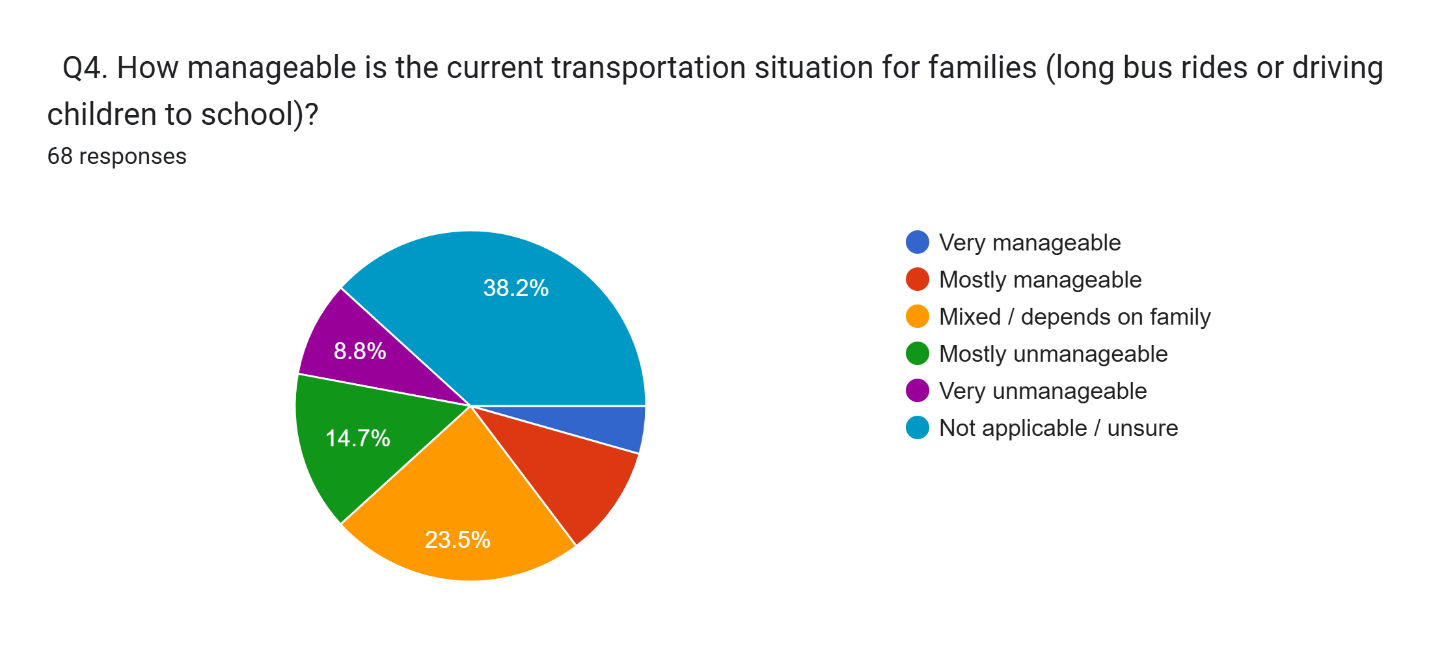 Q4. How manageable is the current transportation situation for families (long bus rides or driving
children to school)?
68 responses
38.2%
8.8%
14.7%
23.5%
Very manageable
Mostly manageable
Mixed / depends on family
Mostly unmanageable
Very unmanageable
Not applicable / unsure